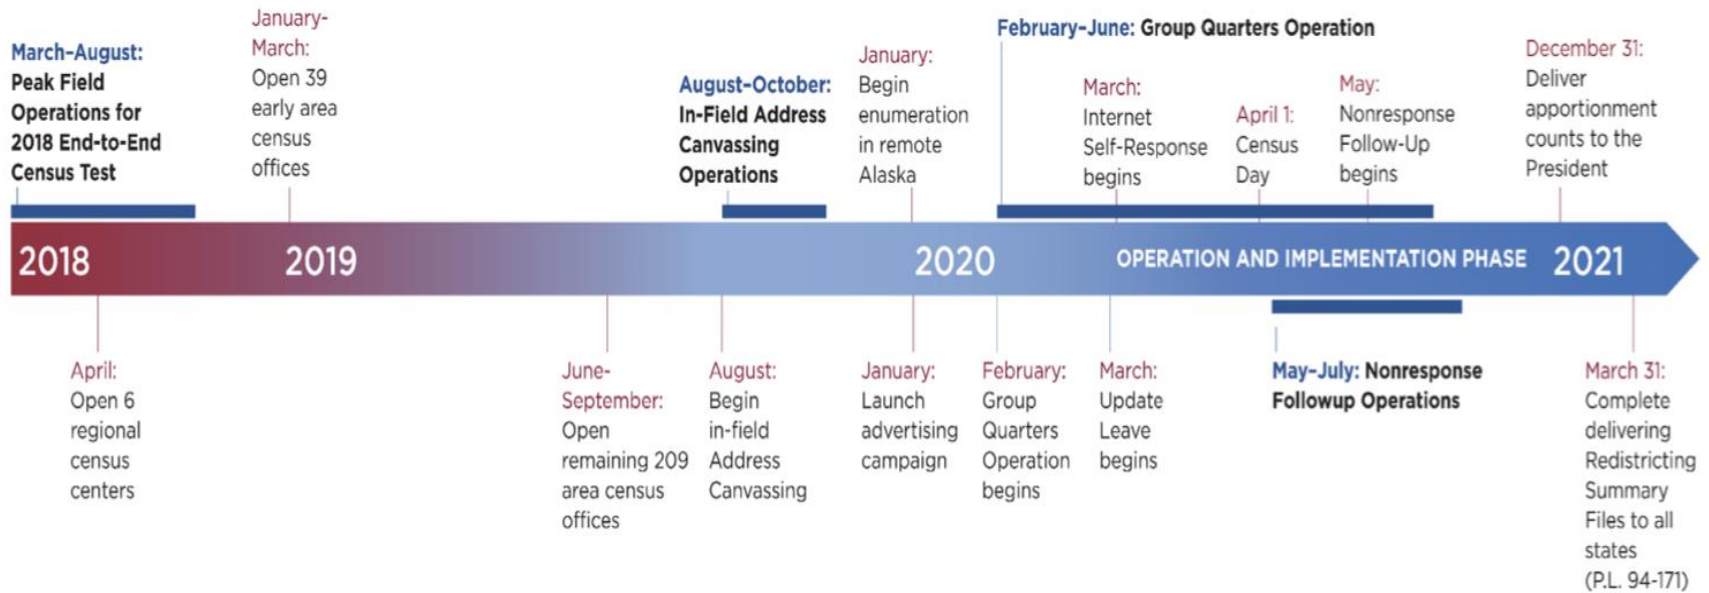 March–August:
Peak Field
Operations for
2018 End-to-End
Census Test
January-
March:
Open 39
early area
census
offices
August–October:
In-Field Address
Canvassing
Operations
January:
Begin
enumeration
in remote
Alaska
February–June: Group Quarters Operation
March:
Internet
Self-Response
begins
April 1:
Census
Day
May:
Nonresponse
Follow-Up
begins
December 31:
Deliver
apportionment
counts to the
President
2018
2019
2020
OPERATION AND IMPLEMENTATION PHASE
2021
April:
Open 6
regional
census
centers
June-
September:
Open
remaining 209
area census
offices
August:
Begin
in-field
Address
Canvassing
January:
Launch
advertising
campaign
February:
Group
Quarters
Operation
begins
March:
Update
Leave
begins
May–July: Nonresponse
Followup Operations
March 31:
Complete
delivering
Redistricting
Summary
Files to all
states
(P.L. 94-171)